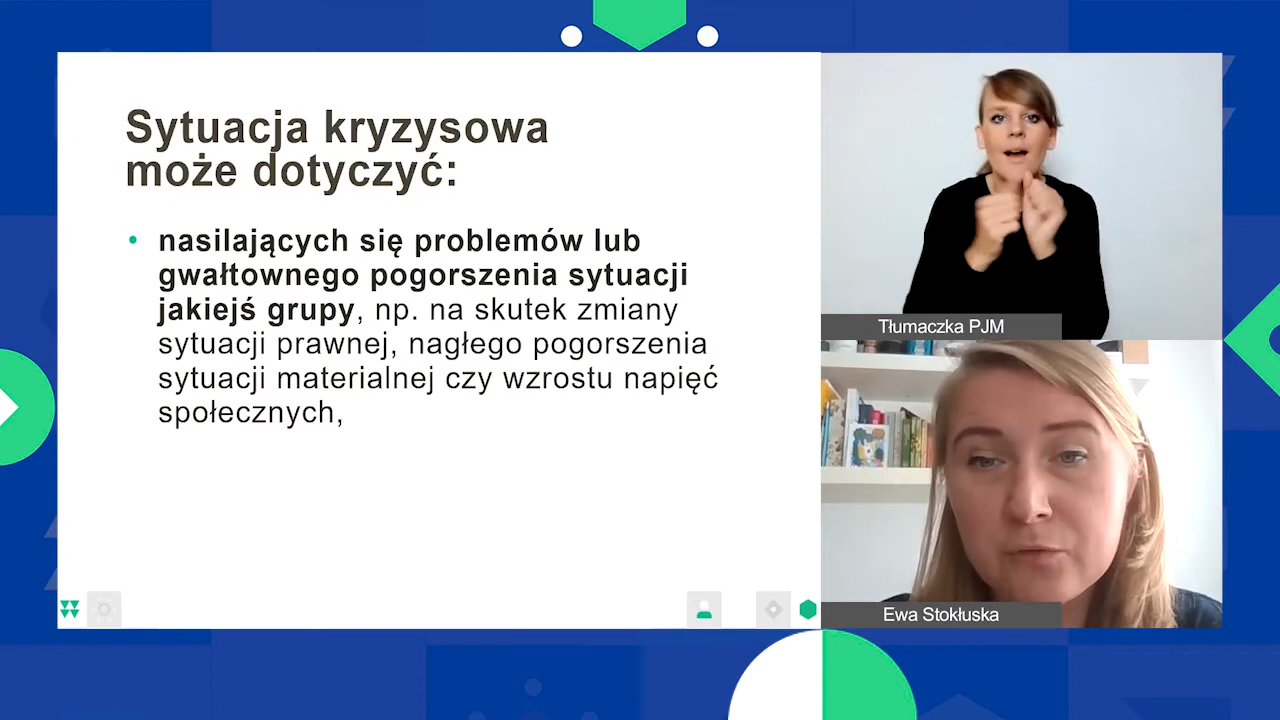 Sytuacja kryzysowa
może dotyczyć:
• nasilających się problemów lub
gwałtownego pogorszenia sytuacji
jakiejś grupy, np. na skutek zmiany
sytuacji prawnej, nagłego pogorszenia
sytuacji materialnej czy wzrostu napięć
społecznych,
Tłumaczka PJM
Ewa Stokłuska